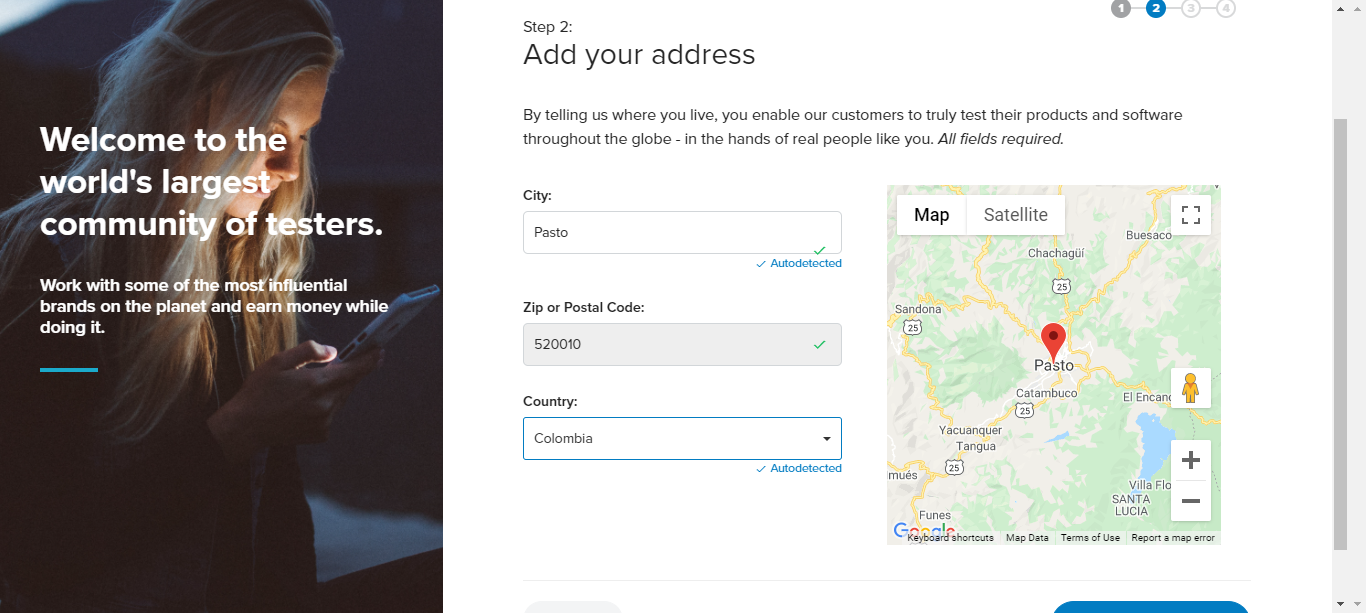 Welcome to the
world's largest
community of testers.
Work with some of the most influential
brands on the planet and earn money while
doing it.
1 2 3 4
Step 2:
Add your address
By telling us where you live, you enable our customers to truly test their products and software
throughout the globe - in the hands of real people like you. All fields required.
City:
Pasto
Autodetected
Zip or Postal Code:
520010
Country:
Colombia
Autodetected
Map Satellite
Buesaco
Chachagüí
25
Sandona
25
Pasto
Catambuco
El Encano
25
Yacuanquer
Tangua
25
mués
Villa Flo
SANTA
LUCIA
Funes
Google
Keyboard shortcuts Map Data Terms of Use Report a map error